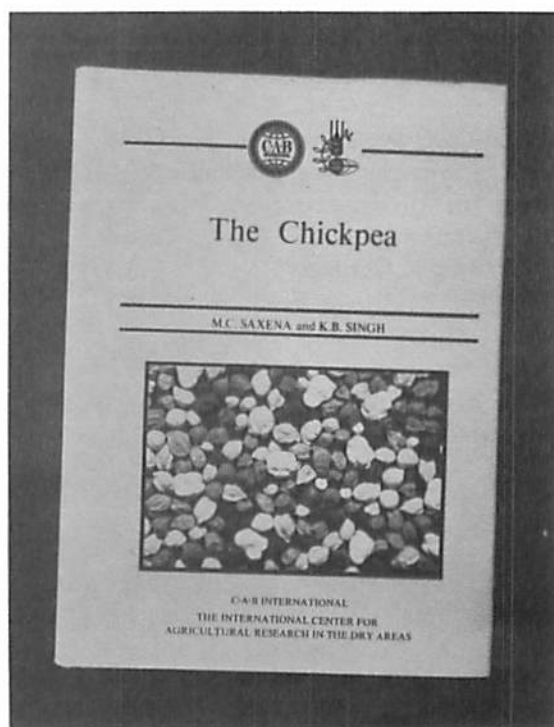 CAB
The Chickpea
M.C. SAXENA and K.B. SINGH
C·A·B INTERNATIONAL
THE INTERNATIONAL CENTER FOR
AGRICULTURAL RESEARCH IN THE DRY AREAS